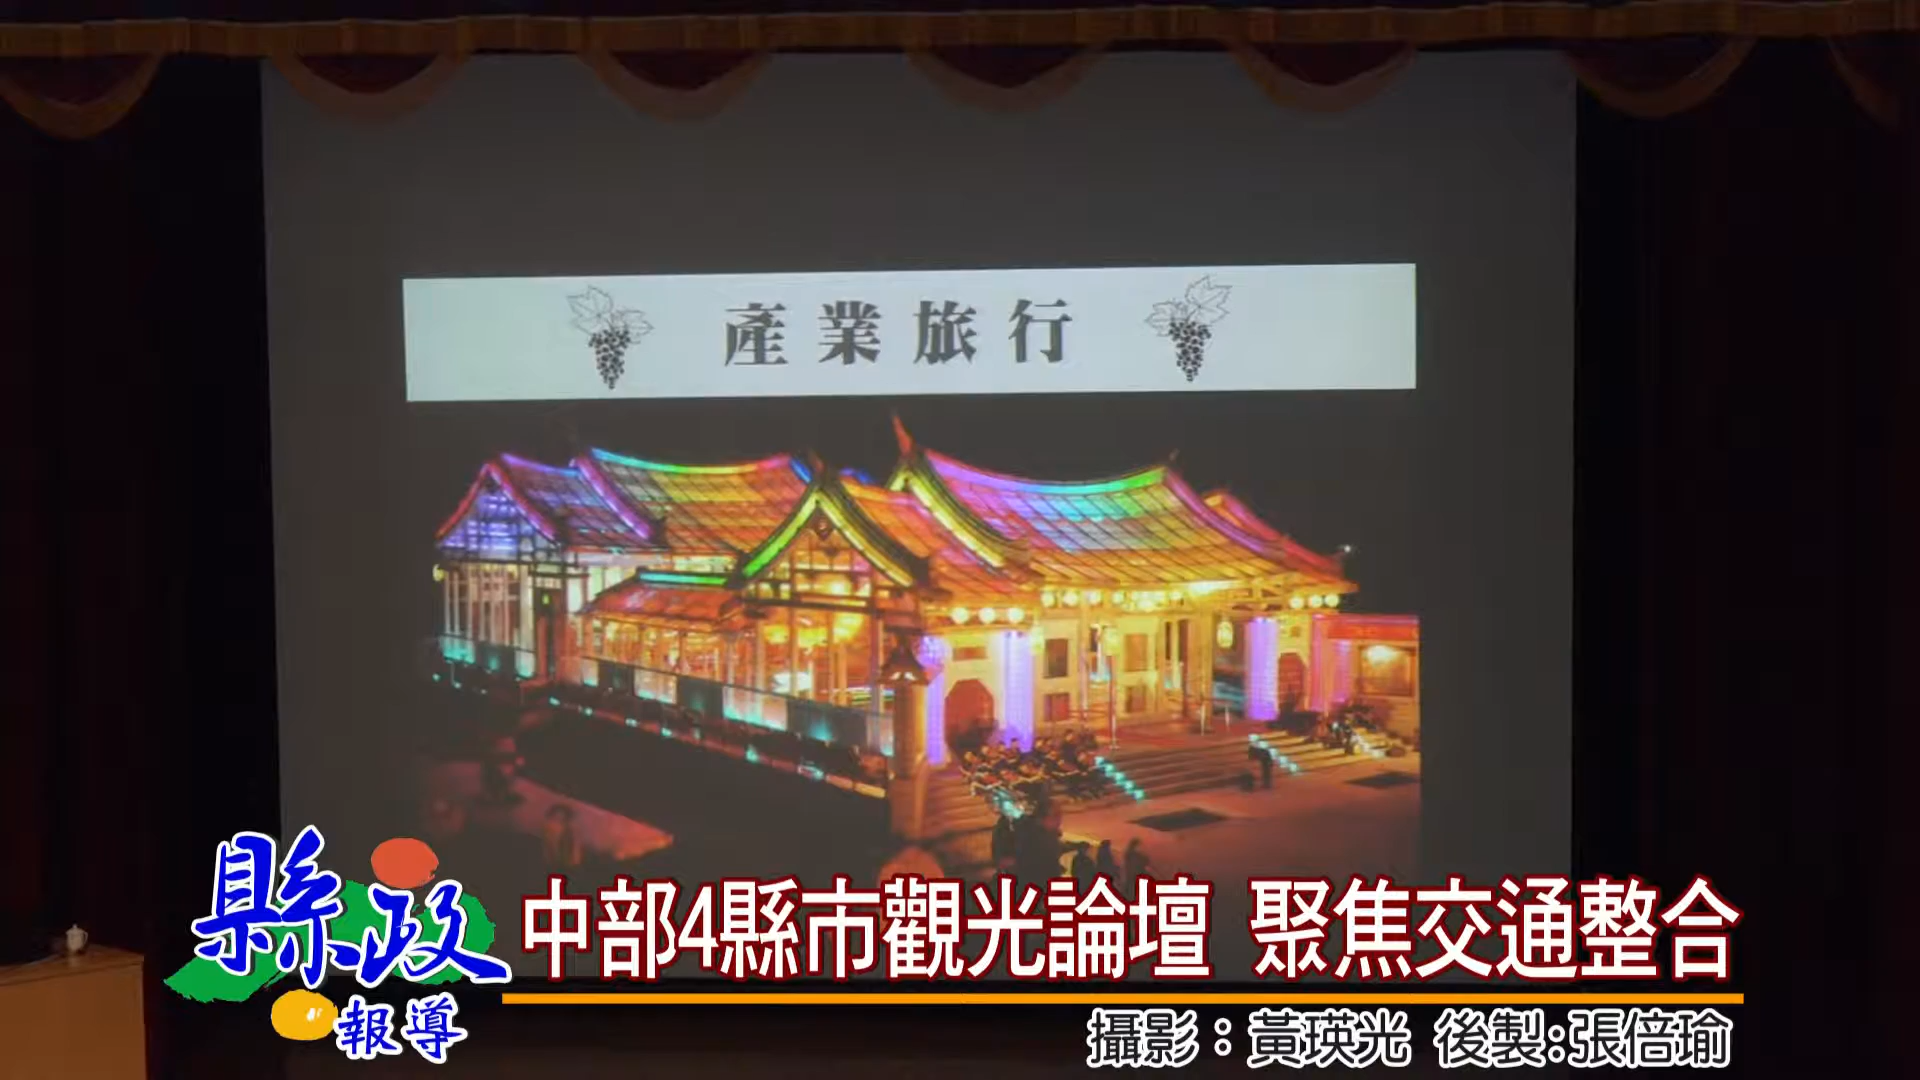 產業旅行
縣政
報導
中部4縣市觀光論壇 聚焦交通整合
攝影：黃瑛光 後製:張倍瑜